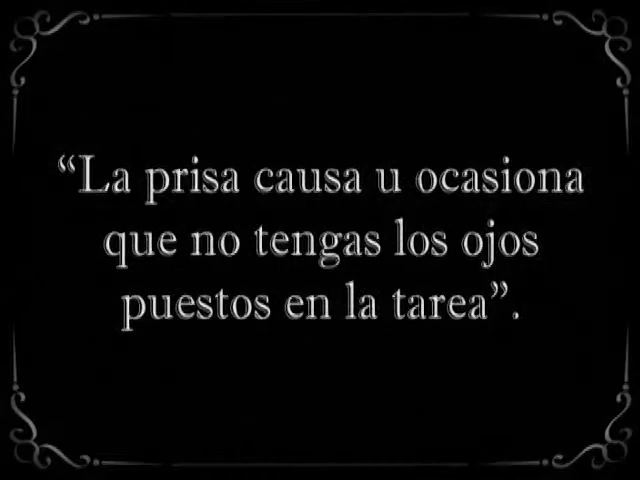 “La prisa causa u ocasiona
que no tengas los ojos
puestos en la tarea”.